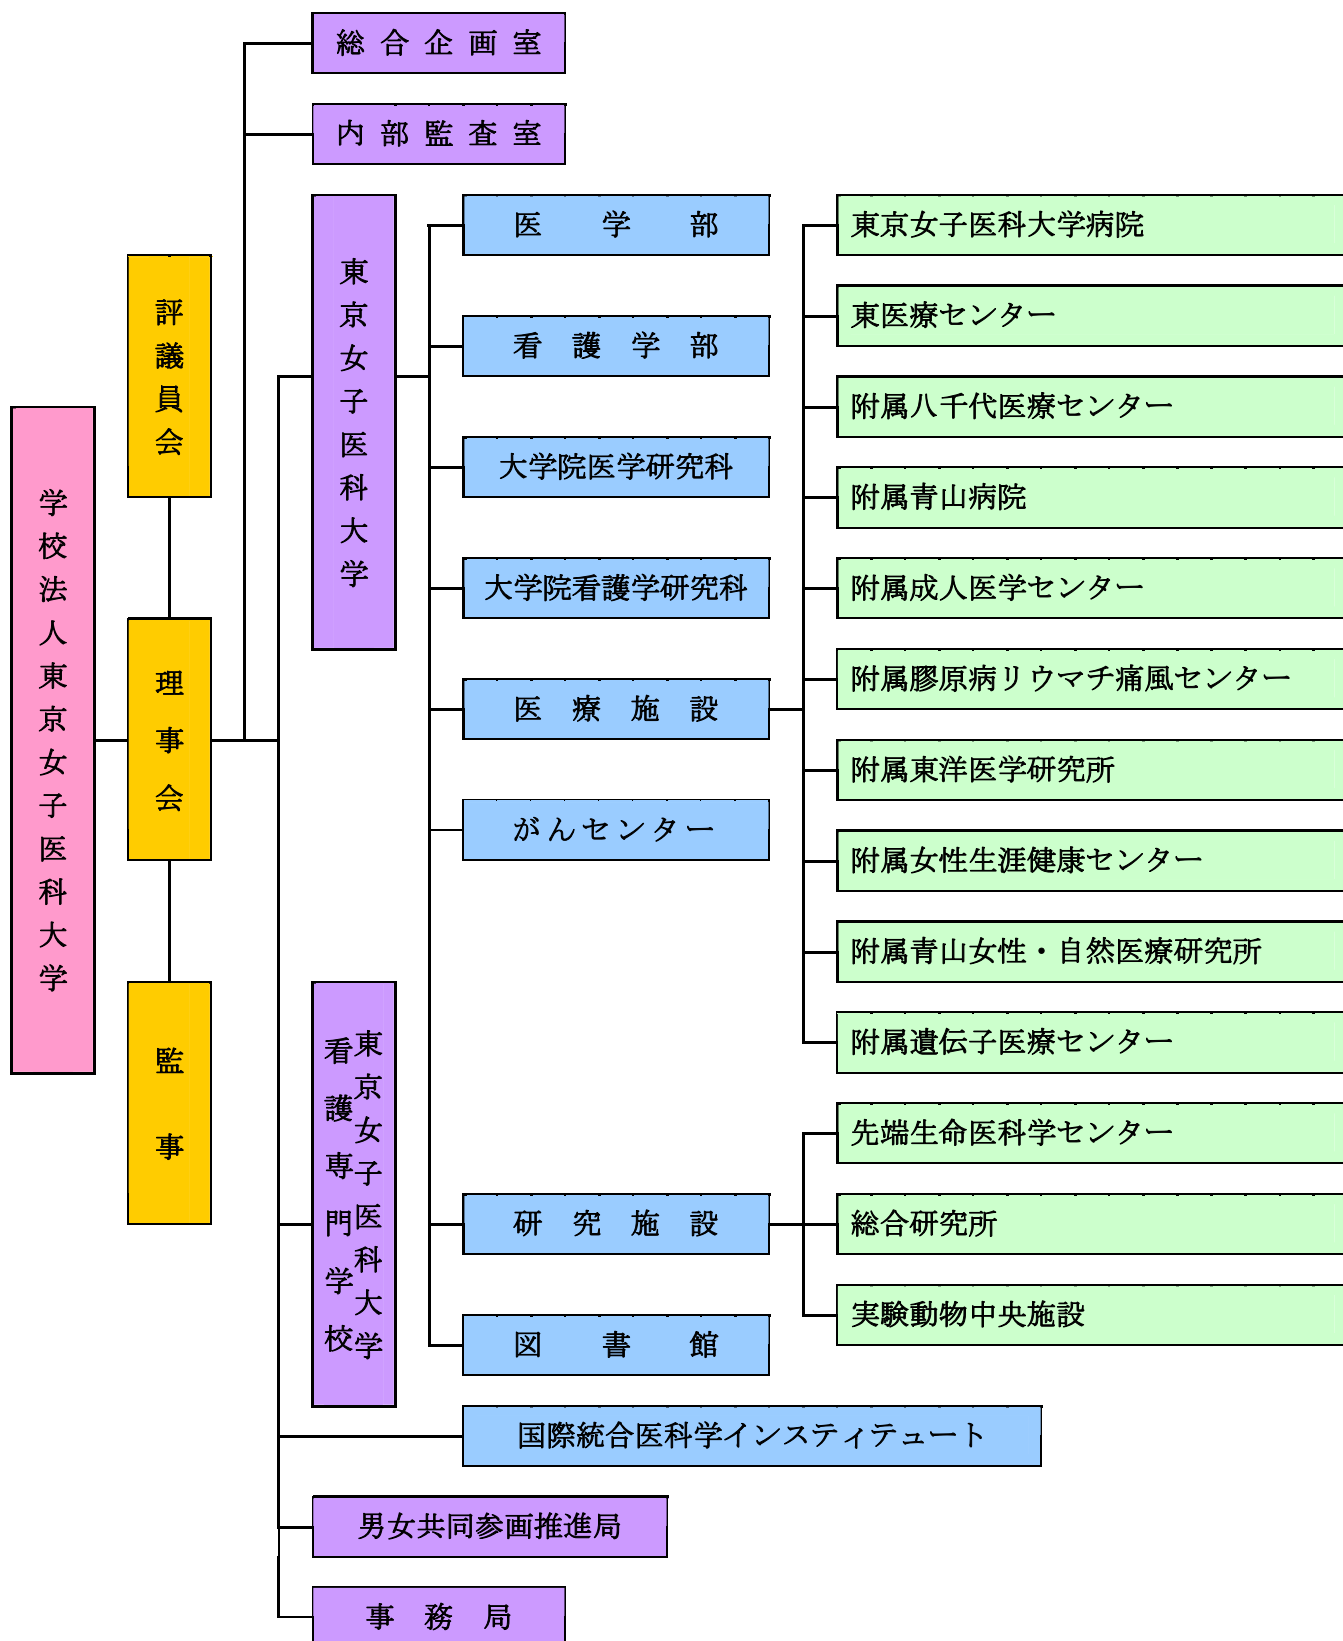 学校法人東京女子医科大学
評議員会
理事会
監事
総合企画室
内部監査室
東京女子医科大学
医学部
看護学部
大学院医学研究科
大学院看護学研究科
医療施設
東京女子医科大学病院
東医療センター
附属八千代医療センター
附属青山病院
附属成人医学センター
附属膠原病リウマチ痛風センター
附属東洋医学研究所
附属女性生涯健康センター
附属青山女性・自然医療研究所
附属遺伝子医療センター
がんセンター
研究施設
先端生命医科学センター
総合研究所
実験動物中央施設
図書館
東京女子医科大学
看護専門学校
国際統合医科学インスティテュート
男女共同参画推進局
事務局